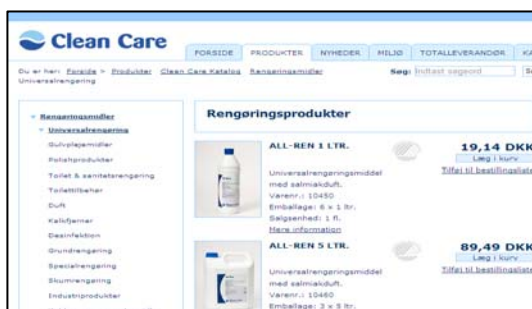 Clean Care
FORSIDE PRODUKTER NYHEDER MILJØ TOTALLEVERANDØR
Du er her: Forside > Produkter Clean Care Katalog Rengøringsmidler
Universalrengøring
Søg: Indtast søgeord
Rengøringsmidler
Universalrengøring
Gulvplejemidler
Polishprodukter
Toilet & sanitetsrengøring
Toilettilbehør
Duft
Kalkfjerner
Desinfektion
Grundrengøring
Specialrengøring
Skumrengøring
Industriprodukter
Rengøringsprodukter
ALL-REN 1 LTR.
19,14 DKK
Læg i kurv
Tilføj til bestillingsliste
Universalrengøringsmiddel
med salmiakduft.
Varenr.: 10450
Emballage: 6 x 1 ltr.
Salgsenhed: 1 fl.
Mere information
ALL-REN 5 LTR.
89,49 DKK
Læg i kurv
Tilføj til bestillingsliste
Universalrengøringsmiddel
med salmiakduft.
Varenr.: 10460
Emballage: 3 x 5 ltr.